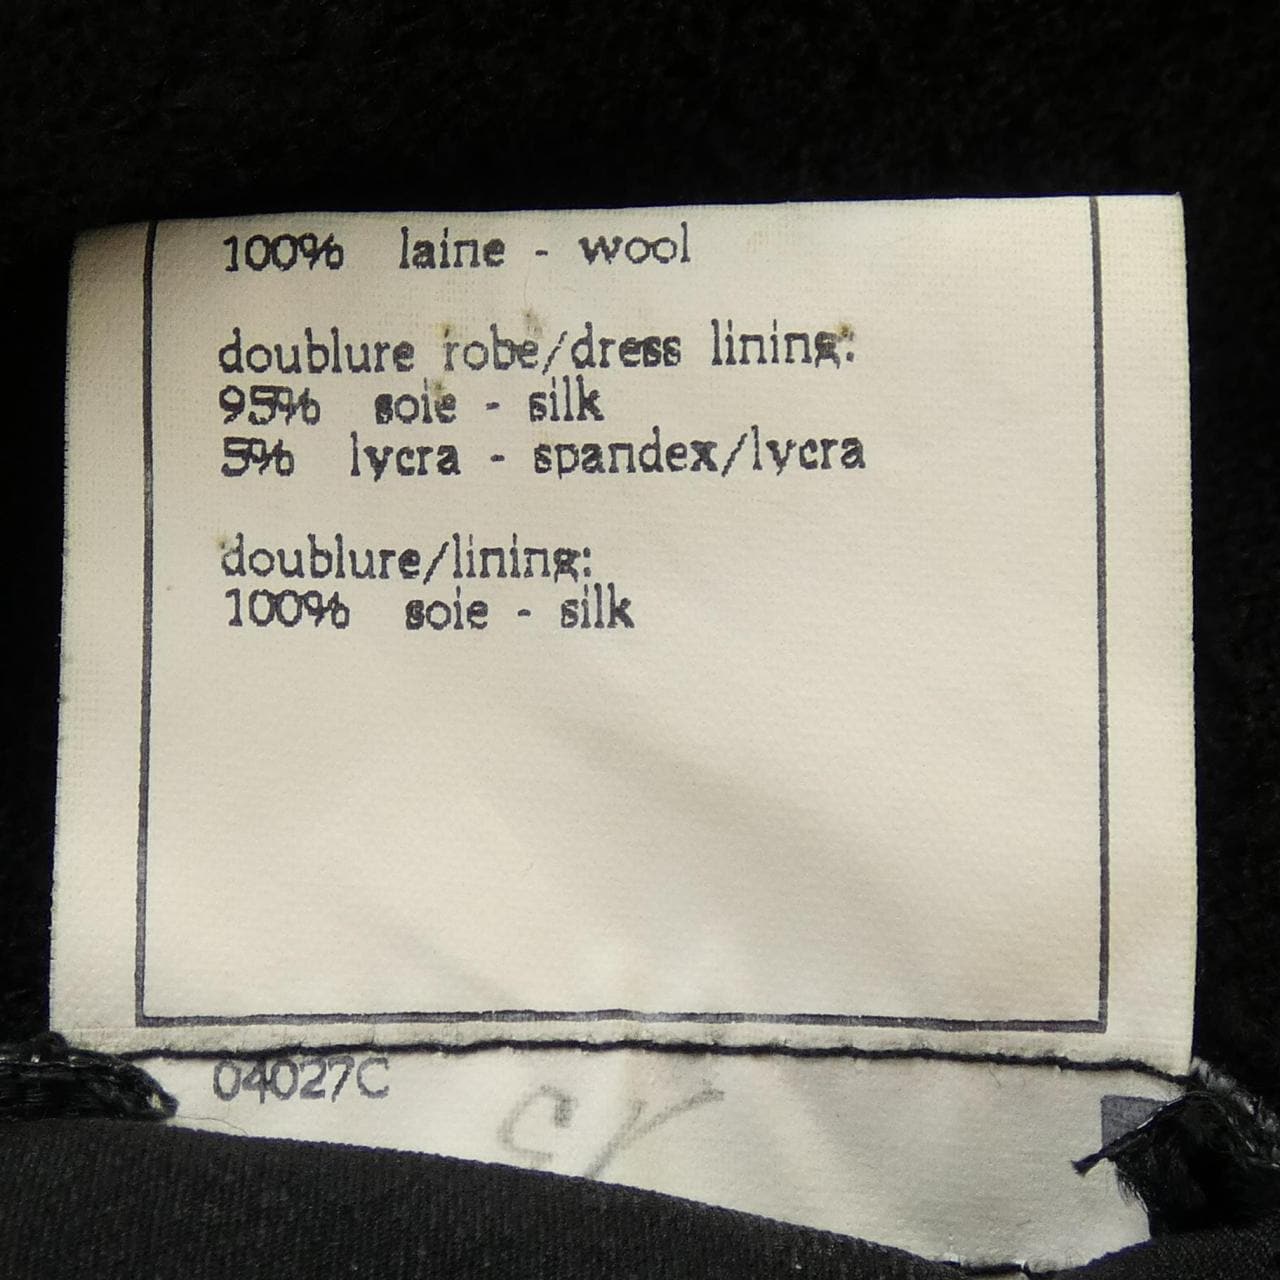 100% laine - wool
doublure robe/dress lining:
95% soie - silk
5% lycra - spandex/lycra
doublure/lining:
100% soie - silk
04027C